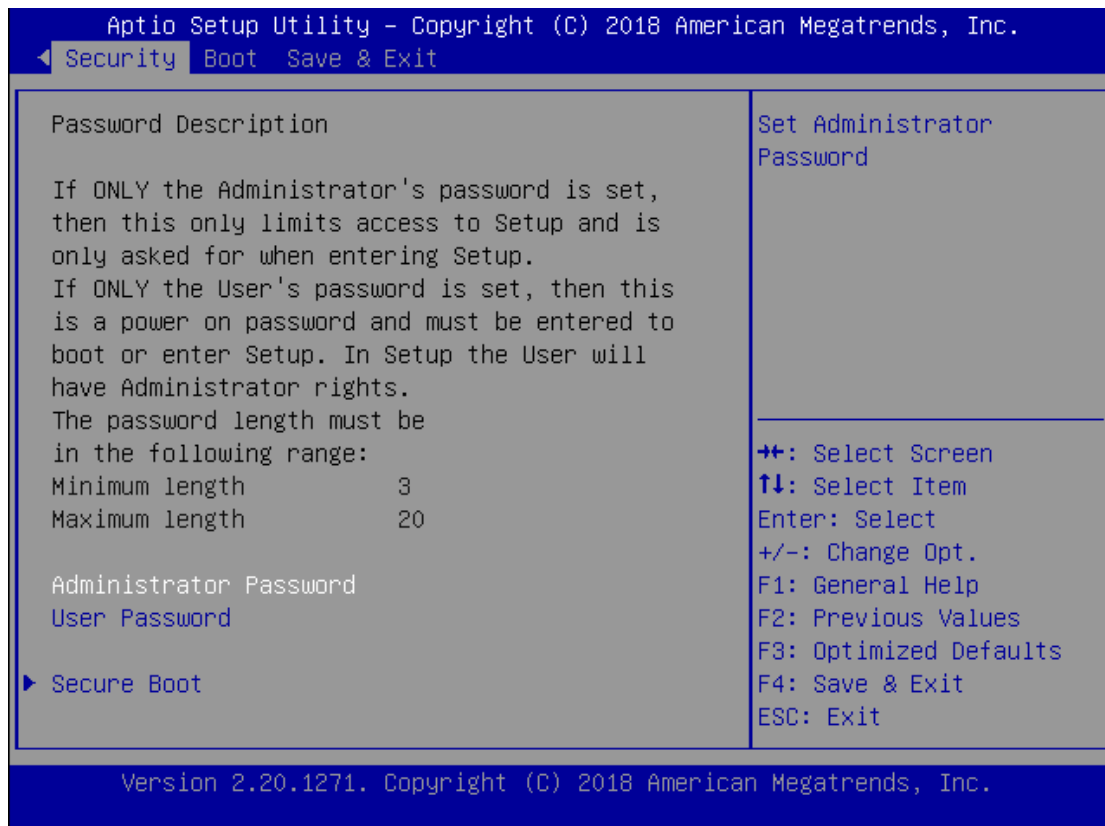 Aptio Setup Utility – Copyright (C) 2018 American Megatrends, Inc.
Security Boot Save & Exit
Password Description
If ONLY the Administrator's password is set,
then this only limits access to Setup and is
only asked for when entering Setup.
If ONLY the User's password is set, then this
is a power on password and must be entered to
boot or enter Setup. In Setup the User will
have Administrator rights.
The password length must be
in the following range:
Minimum length 3
Maximum length 20
Administrator Password
User Password
Secure Boot
Set Administrator
Password
→←: Select Screen
↑↓: Select Item
Enter: Select
+/-: Change Opt.
F1: General Help
F2: Previous Values
F3: Optimized Defaults
F4: Save & Exit
ESC: Exit
Version 2.20.1271. Copyright (C) 2018 American Megatrends, Inc.